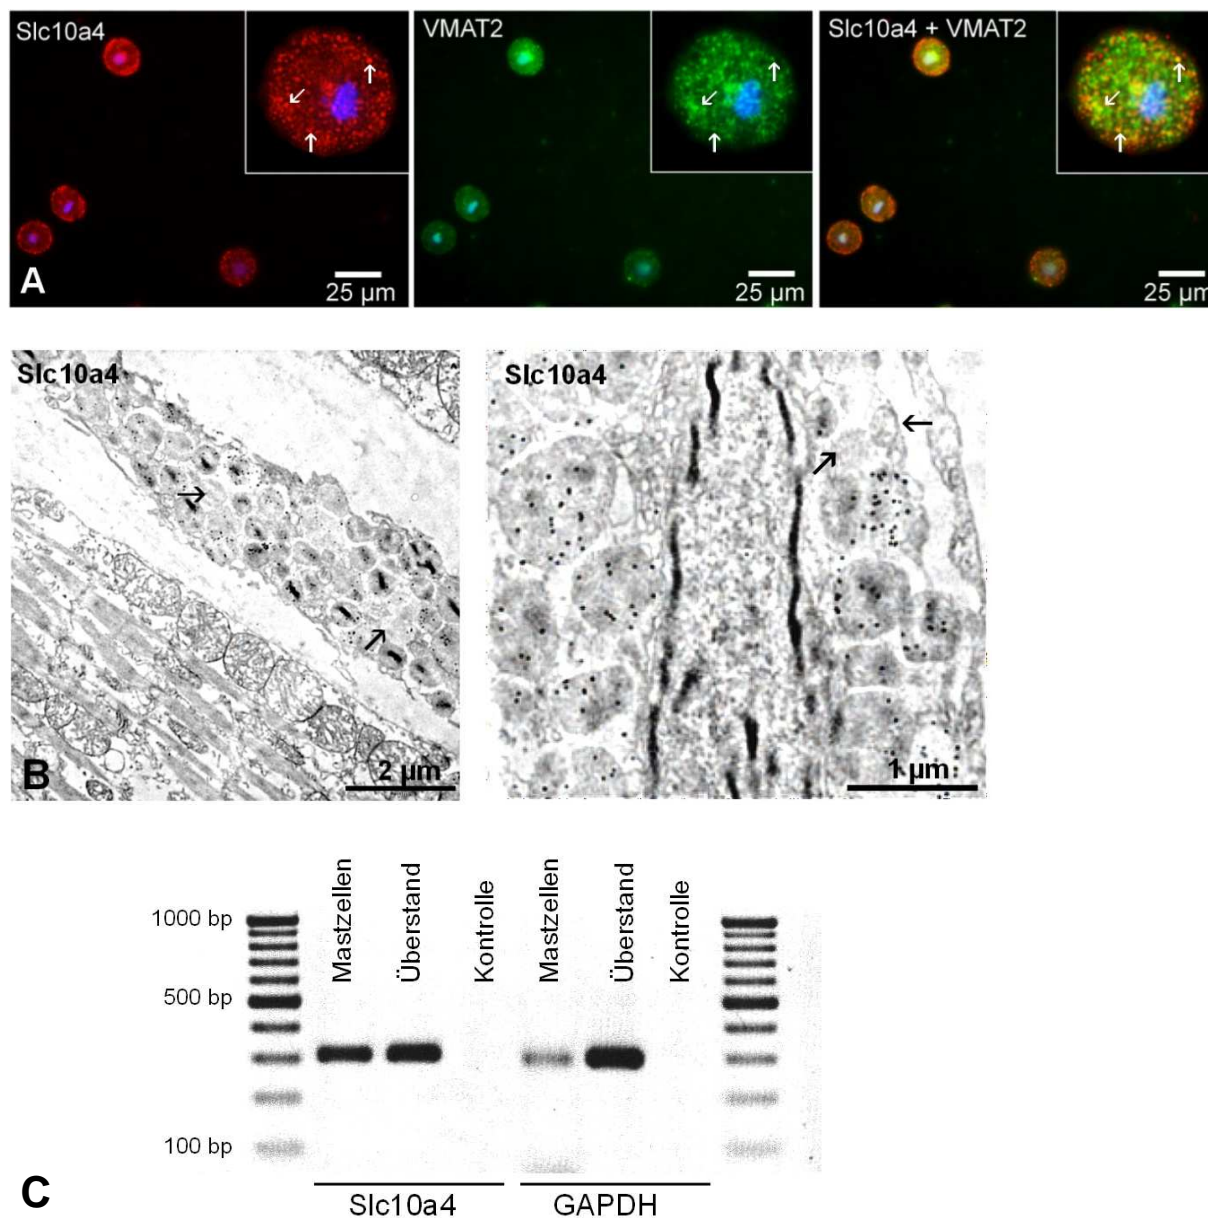 Slc10a4
VMAT2
Slc10a4 + VMAT2
A
25 µm
25 µm
25 µm
Slc10a4
Slc10a4
B
2 µm
1 µm
Mastzellen
Überstand
Kontrolle
Mastzellen
Überstand
Kontrolle
1000 bp
500 bp
100 bp
C
Slc10a4
GAPDH